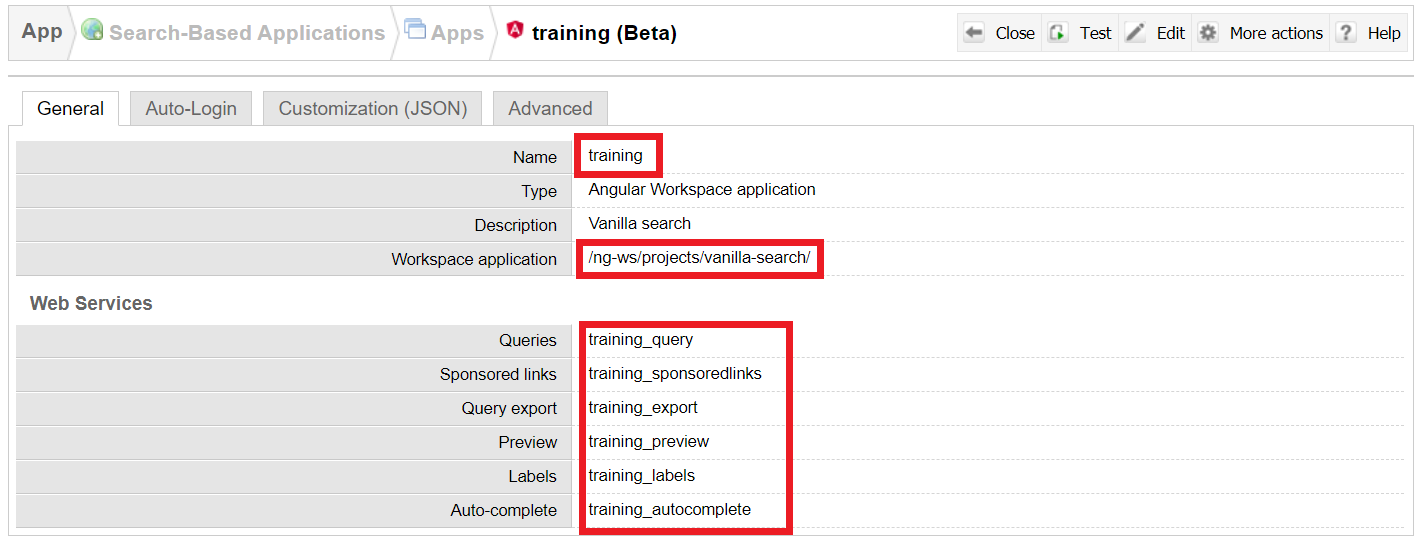 App Search-Based Applications Apps training (Beta) Close Test Edit More actions Help
General Auto-Login Customization (JSON) Advanced
Name training
Type Angular Workspace application
Description Vanilla search
Workspace application /ng-ws/projects/vanilla-search/
Web Services
Queries training_query
Sponsored links training_sponsoredlinks
Query export training_export
Preview training_preview
Labels training_labels
Auto-complete training_autocomplete